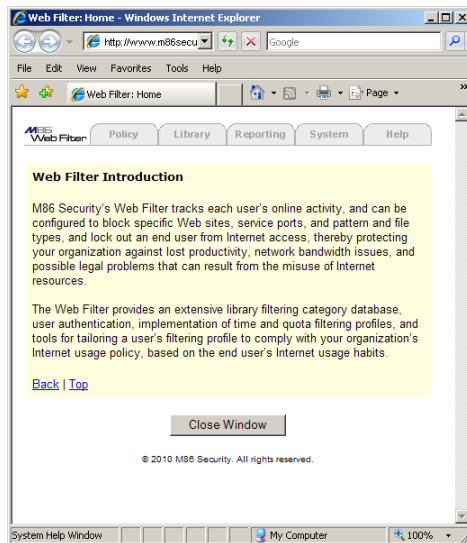 Web Filter: Home - Windows Internet Explorer
http://www.m86secu
Google
File Edit View Favorites Tools Help
Web Filter: Home
Page
»
M86
Web Filter
Policy Library Reporting System Help
Web Filter Introduction
M86 Security's Web Filter tracks each user's online activity, and can be
configured to block specific Web sites, service ports, and pattern and file
types, and lock out an end user from Internet access, thereby protecting
your organization against lost productivity, network bandwidth issues, and
possible legal problems that can result from the misuse of Internet
resources.
The Web Filter provides an extensive library filtering category database,
user authentication, implementation of time and quota filtering profiles, and
tools for tailoring a user's filtering profile to comply with your organization's
Internet usage policy, based on the end user's Internet usage habits.
Back | Top
Close Window
© 2010 M86 Security. All rights reserved.
System Help Window My Computer 100%